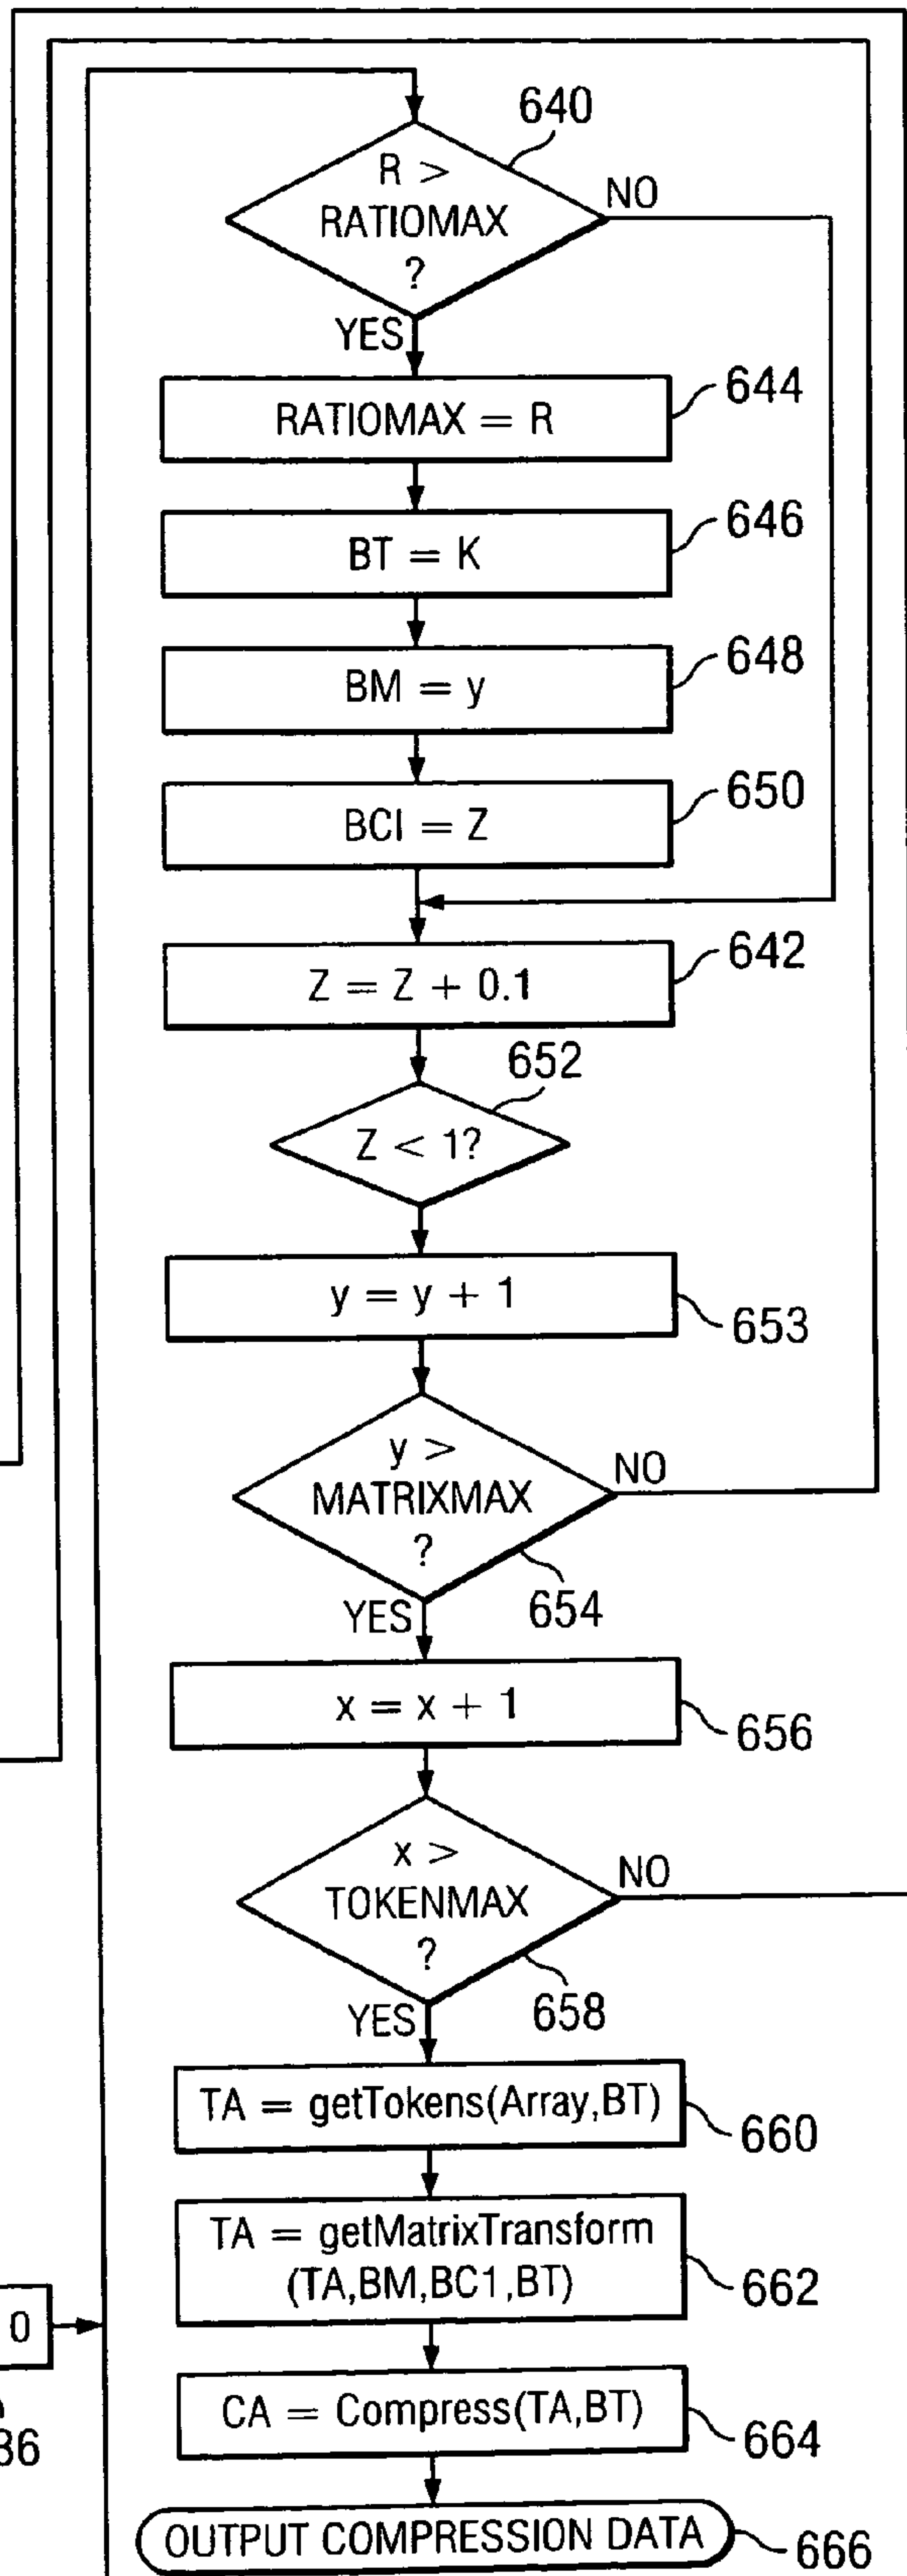 640
R >
RATIOMAX
?
NO
YES
RATIOMAX = R
644
BT = K
646
BM = y
648
BCI = Z
650
Z = Z + 0.1
642
652
Z < 1?
y = y + 1
653
y >
MATRIXMAX
?
NO
654
YES
x = x + 1
656
x >
TOKENMAX
?
NO
658
YES
TA = getTokens(Array,BT)
660
TA = getMatrixTransform
(TA,BM,BC1,BT)
662
0
CA = Compress(TA,BT)
664
36
OUTPUT COMPRESSION DATA
666